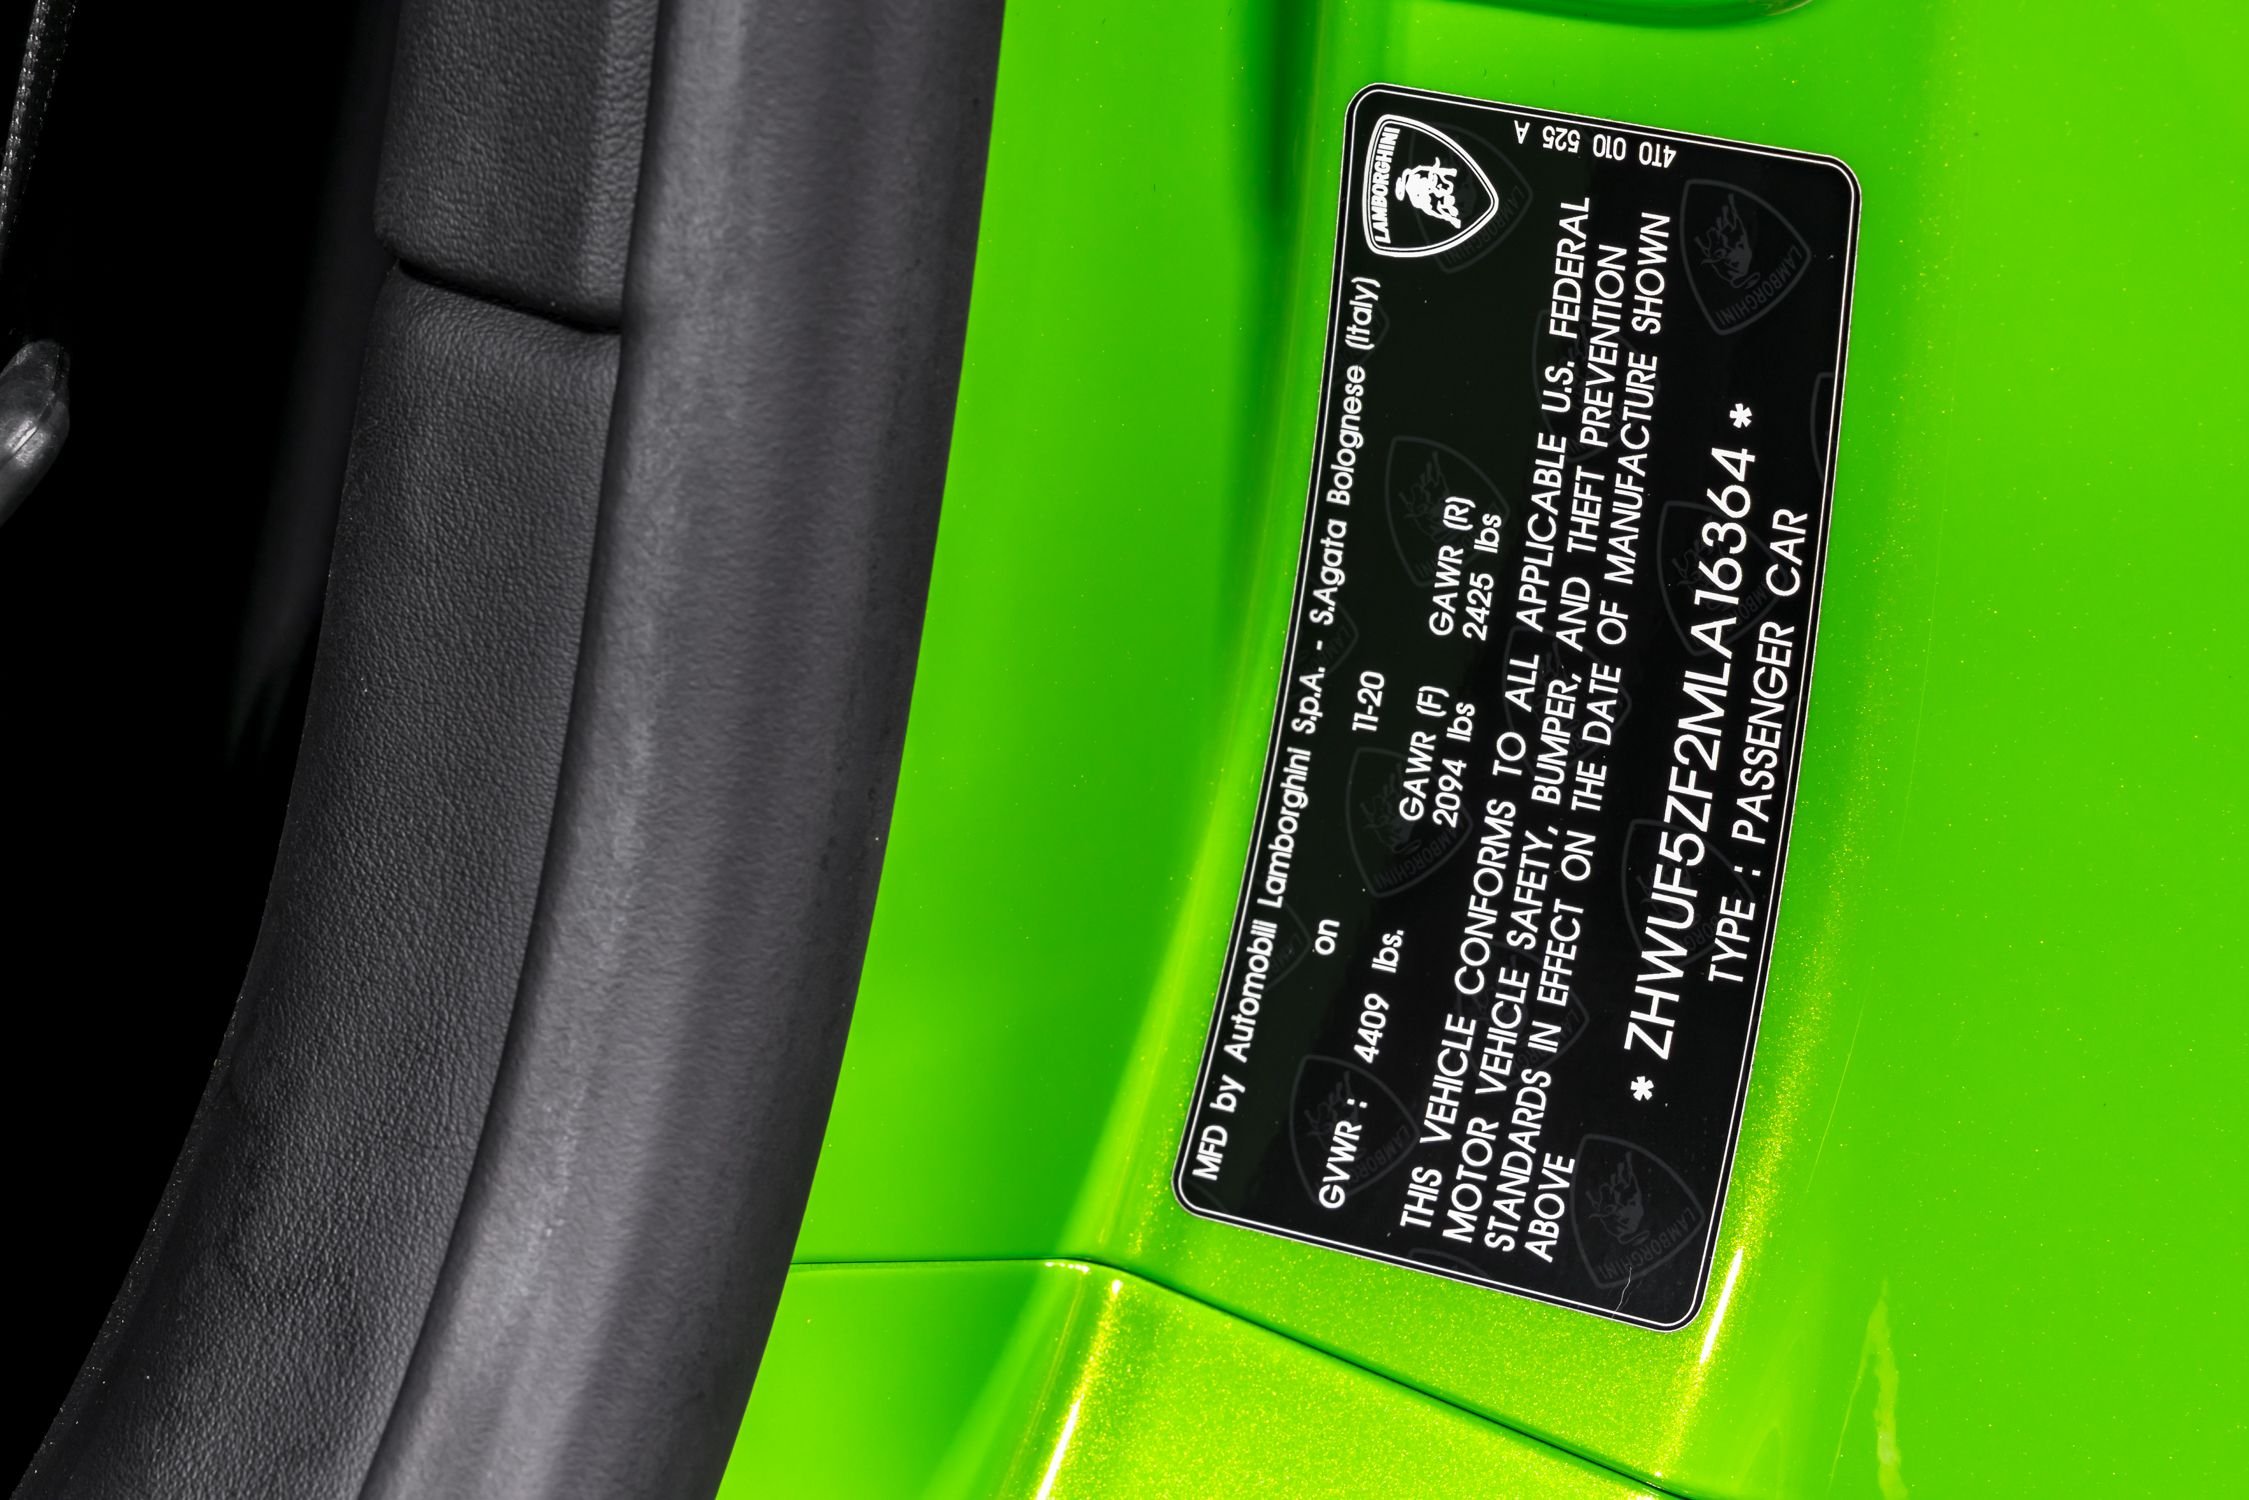 LAMBORGHINI
4T0 010 525 A
MFD by Automobili Lamborghini S.p.A. - S.Agata Bolognese (Italy)
on 11-20
GVWR : 4409 lbs. GAWR (F) GAWR (R)
2094 lbs 2425 lbs
THIS VEHICLE CONFORMS TO ALL APPLICABLE U.S. FEDERAL
MOTOR VEHICLE SAFETY, BUMPER, AND THEFT PREVENTION
STANDARDS IN EFFECT ON THE DATE OF MANUFACTURE SHOWN
ABOVE
* ZHWUF5ZF2MLA16364 *
TYPE : PASSENGER CAR